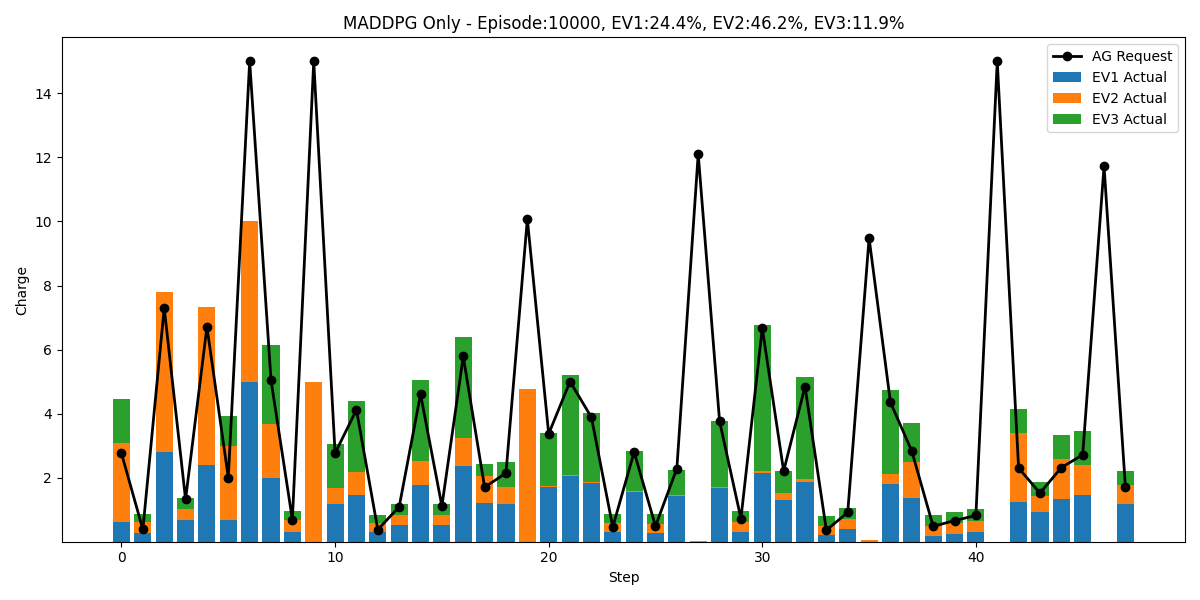 MADDPG Only - Episode:10000, EV1:24.4%, EV2:46.2%, EV3:11.9%
AG Request
EV1 Actual
EV2 Actual
EV3 Actual
14
12
10
8
6
4
2
Charge
0
10
20
30
40
Step